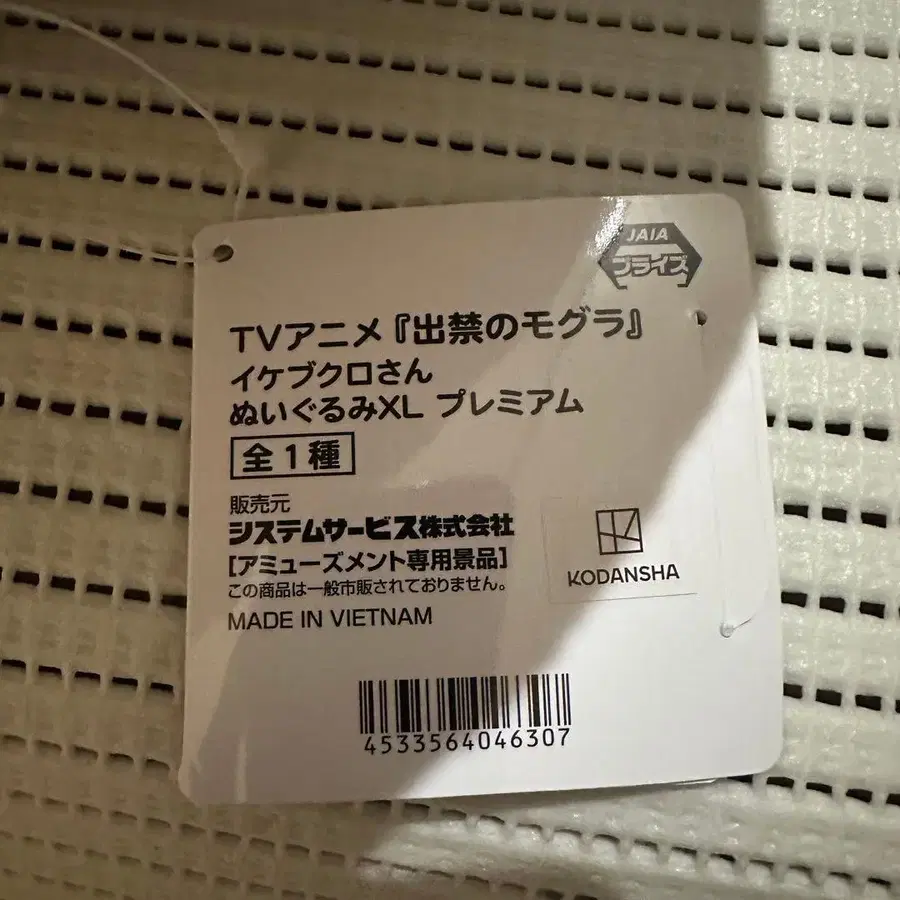 JAIA
プライズ
TVアニメ『出禁のモグラ』
イケブクロさん
ぬいぐるみXL プレミアム
全1種
販売元
システムサービス株式会社
[アミューズメント専用景品]
この商品は一般市販されておりません。
MADE IN VIETNAM
KODANSHA
4533564046307